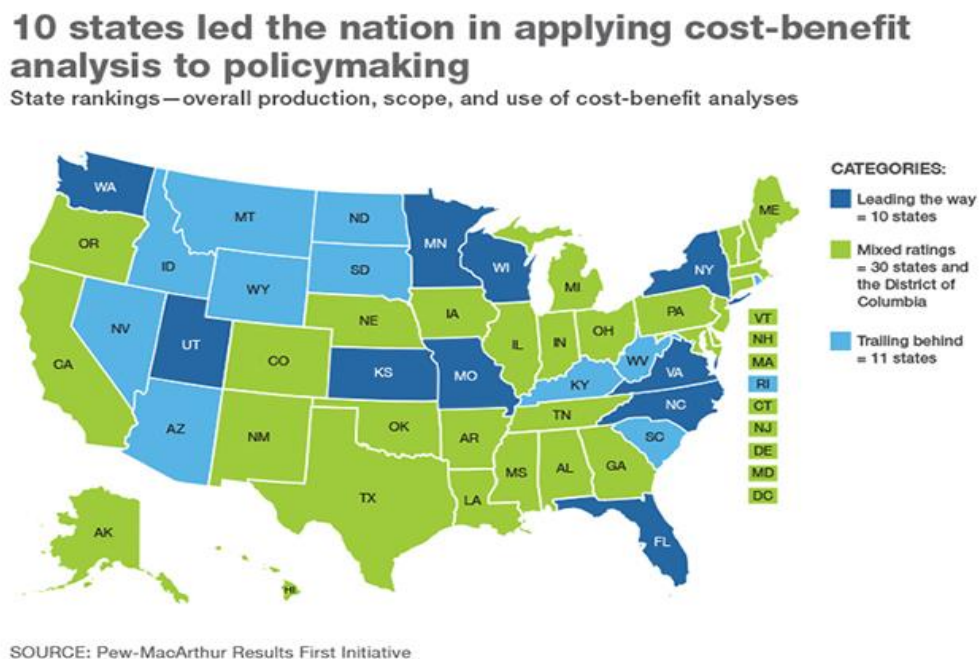 10 states led the nation in applying cost-benefit
analysis to policymaking
State rankings—overall production, scope, and use of cost-benefit analyses
CATEGORIES:
Leading the way
= 10 states
Mixed ratings
= 30 states and
the District of
Columbia
Trailing behind
= 11 states
WA
MT
ND
MN
ME
OR
ID
WY
SD
WI
MI
NY
NV
UT
CO
NE
IA
IL
IN
OH
PA
CA
KS
MO
KY
WV
VA
AZ
NM
OK
AR
TN
NC
SC
TX
LA
MS
AL
GA
FL
AK
HI
VT
NH
MA
RI
CT
NJ
DE
MD
DC
SOURCE: Pew-MacArthur Results First Initiative